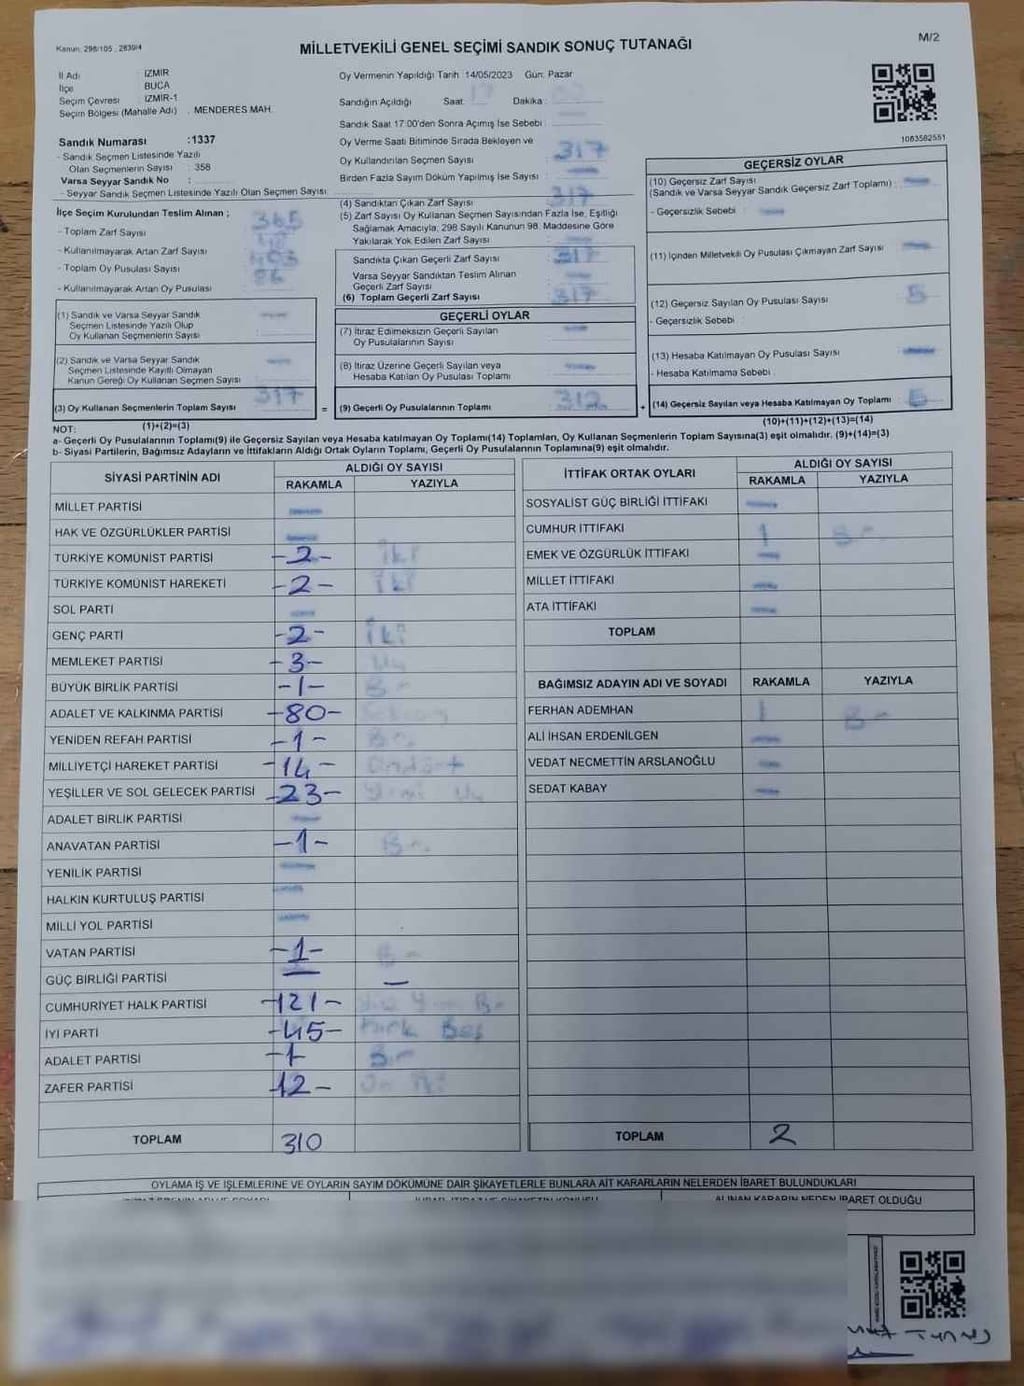 Kanun: 298/105 , 2839/4
MİLLETVEKİLİ GENEL SEÇİMİ SANDIK SONUÇ TUTANAĞI
M/2
İl Adı İZMİR
İlçe BUCA
Seçim Çevresi İZMİR-1
Seçim Bölgesi (Mahalle Adı) : MENDERES MAH.
Sandık Numarası :1337
- Sandık Seçmen Listesinde Yazılı
Olan Seçmenlerin Sayısı : 358
Varsa Seyyar Sandık No :
- Seyyar Sandık Seçmen Listesinde Yazılı Olan Seçmen Sayısı :
Oy Vermenin Yapıldığı Tarih 14/05/2023 Gün: Pazar
Sandığın Açıldığı Saat 17 Dakika :
Sandık Saat 17:00'den Sonra Açımış İse Sebebi :
Oy Verme Saati Bitiminde Sırada Bekleyen ve
Oy Kullandırılan Seçmen Sayısı : 317
Birden Fazla Sayım Döküm Yapılmış İse Sayısı : -
1083582551
İlçe Seçim Kurulundan Teslim Alınan ;
- Toplam Zarf Sayısı : 365
- Kullanılmayarak Artan Zarf Sayısı : 48
- Toplam Oy Pusulası Sayısı : 403
- Kullanılmayarak Artan Oy Pusulası : 86
(4) Sandıktan Çıkan Zarf Sayısı : 317
(5) Zarf Sayısı Oy Kullanan Seçmen Sayısından Fazla İse, Eşitliği
Sağlamak Amacıyla, 298 Sayılı Kanunun 98. Maddesine Göre
Yakılarak Yok Edilen Zarf Sayısı : -
Sandıkta Çıkan Geçerli Zarf Sayısı : 317
Varsa Seyyar Sandıktan Teslim Alınan
Geçerli Zarf Sayısı : -
(6) Toplam Geçerli Zarf Sayısı : 317
GEÇERSİZ OYLAR
(10) Geçersiz Zarf Sayısı
(Sandık ve Varsa Seyyar Sandık Geçersiz Zarf Toplamı) : -
- Geçersizlik Sebebi : -
(11) İçinden Milletvekili Oy Pusulası Çıkmayan Zarf Sayısı : -
(12) Geçersiz Sayılan Oy Pusulası Sayısı : 5
- Geçersizlik Sebebi :
(13) Hesaba Katılmayan Oy Pusulası Sayısı : -
- Hesaba Katılmama Sebebi :
(14) Geçersiz Sayılan veya Hesaba Katılmayan Oy Toplamı : 5
(10)+(11)+(12)+(13)=(14)
(1) Sandık ve Varsa Seyyar Sandık
Seçmen Listesinde Yazılı Olup
Oy Kullanan Seçmenlerin Sayısı : -
(2) Sandık ve Varsa Seyyar Sandık
Seçmen Listesinde Kayıtlı Olmayan
Kanun Gereği Oy Kullanan Seçmen Sayısı : -
(3) Oy Kullanan Seçmenlerin Toplam Sayısı : 317 =
(1)+(2)=(3)
GEÇERLİ OYLAR
(7) İtiraz Edilmeksizin Geçerli Sayılan
Oy Pusulalarının Sayısı : -
(8) İtiraz Üzerine Geçerli Sayılan veya
Hesaba Katılan Oy Pusulası Toplamı : -
(9) Geçerli Oy Pusulalarının Toplamı : 312 +
NOT:
a- Geçerli Oy Pusulalarının Toplamı(9) ile Geçersiz Sayılan veya Hesaba katılmayan Oy Toplamı(14) Toplamları, Oy Kullanan Seçmenlerin Toplam Sayısına(3) eşit olmalıdır. (9)+(14)=(3)
b- Siyasi Partilerin, Bağımsız Adayların ve İttifakların Aldığı Ortak Oyların Toplamı, Geçerli Oy Pusulalarının Toplamına(9) eşit olmalıdır.
SİYASİ PARTİNİN ADI ALDIĞI OY SAYISI
RAKAMLA YAZIYLA
MİLLET PARTİSİ -
HAK VE ÖZGÜRLÜKLER PARTİSİ -
TÜRKİYE KOMÜNİST PARTİSİ -2- İki
TÜRKİYE KOMÜNİST HAREKETİ -2- İki
SOL PARTİ -
GENÇ PARTİ -2- İki
MEMLEKET PARTİSİ -3-
BÜYÜK BİRLİK PARTİSİ -1-
ADALET VE KALKINMA PARTİSİ -80-
YENİDEN REFAH PARTİSİ -1-
MİLLİYETÇİ HAREKET PARTİSİ -14-
YEŞİLLER VE SOL GELECEK PARTİSİ -23-
ADALET BİRLİK PARTİSİ -
ANAVATAN PARTİSİ -1-
YENİLİK PARTİSİ -
HALKIN KURTULUŞ PARTİSİ -
MİLLİ YOL PARTİSİ -
VATAN PARTİSİ -1-
GÜÇ BİRLİĞİ PARTİSİ - -
CUMHURİYET HALK PARTİSİ -121-
İYİ PARTİ -45- Kırk Beş
ADALET PARTİSİ -1-
ZAFER PARTİSİ -12- On İki
TOPLAM 310
İTTİFAK ORTAK OYLARI ALDIĞI OY SAYISI
RAKAMLA YAZIYLA
SOSYALİST GÜÇ BİRLİĞİ İTTİFAKI -
CUMHUR İTTİFAKI 1
EMEK VE ÖZGÜRLÜK İTTİFAKI -
MİLLET İTTİFAKI -
ATA İTTİFAKI -
TOPLAM
BAĞIMSIZ ADAYIN ADI VE SOYADI RAKAMLA YAZIYLA
FERHAN ADEMHAN 1
ALİ İHSAN ERDENİLGEN -
VEDAT NECMETTİN ARSLANOĞLU -
SEDAT KABAY -
TOPLAM 2
OYLAMA İŞ VE İŞLEMLERİNE VE OYLARIN SAYIM DÖKÜMÜNE DAİR ŞİKAYETLERLE BUNLARA AİT KARARLARIN NELERDEN İBARET BULUNDUKLARI
ALINAN KARARIN NEDEN İBARET OLDUĞU